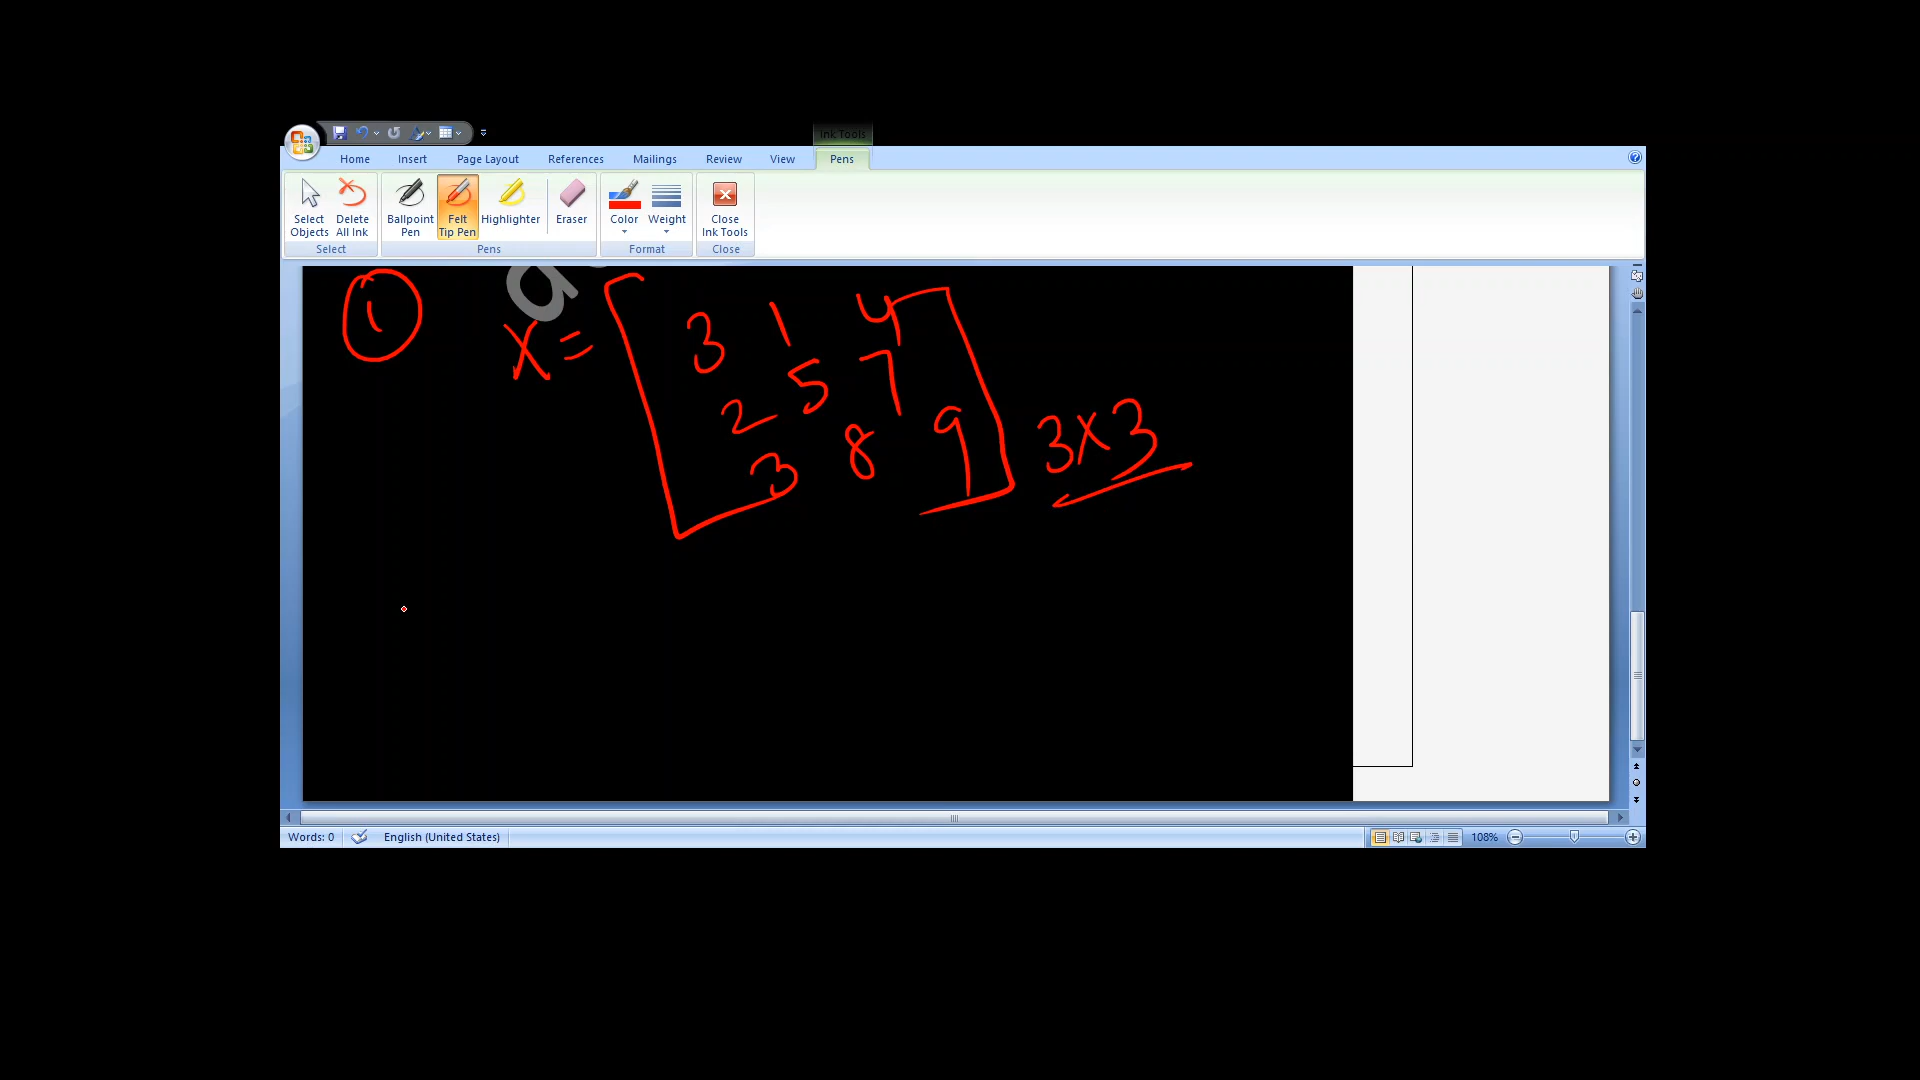 Ink Tools
Home Insert Page Layout References Mailings Review View Pens
Select Objects Delete All Ink Ballpoint Pen Felt Tip Pen Highlighter Eraser Color Weight Close Ink Tools
Select Pens Format Close
1
X = 3 1 4
2 5 7
3 8 9
3X3
Words: 0 English (United States) 108%